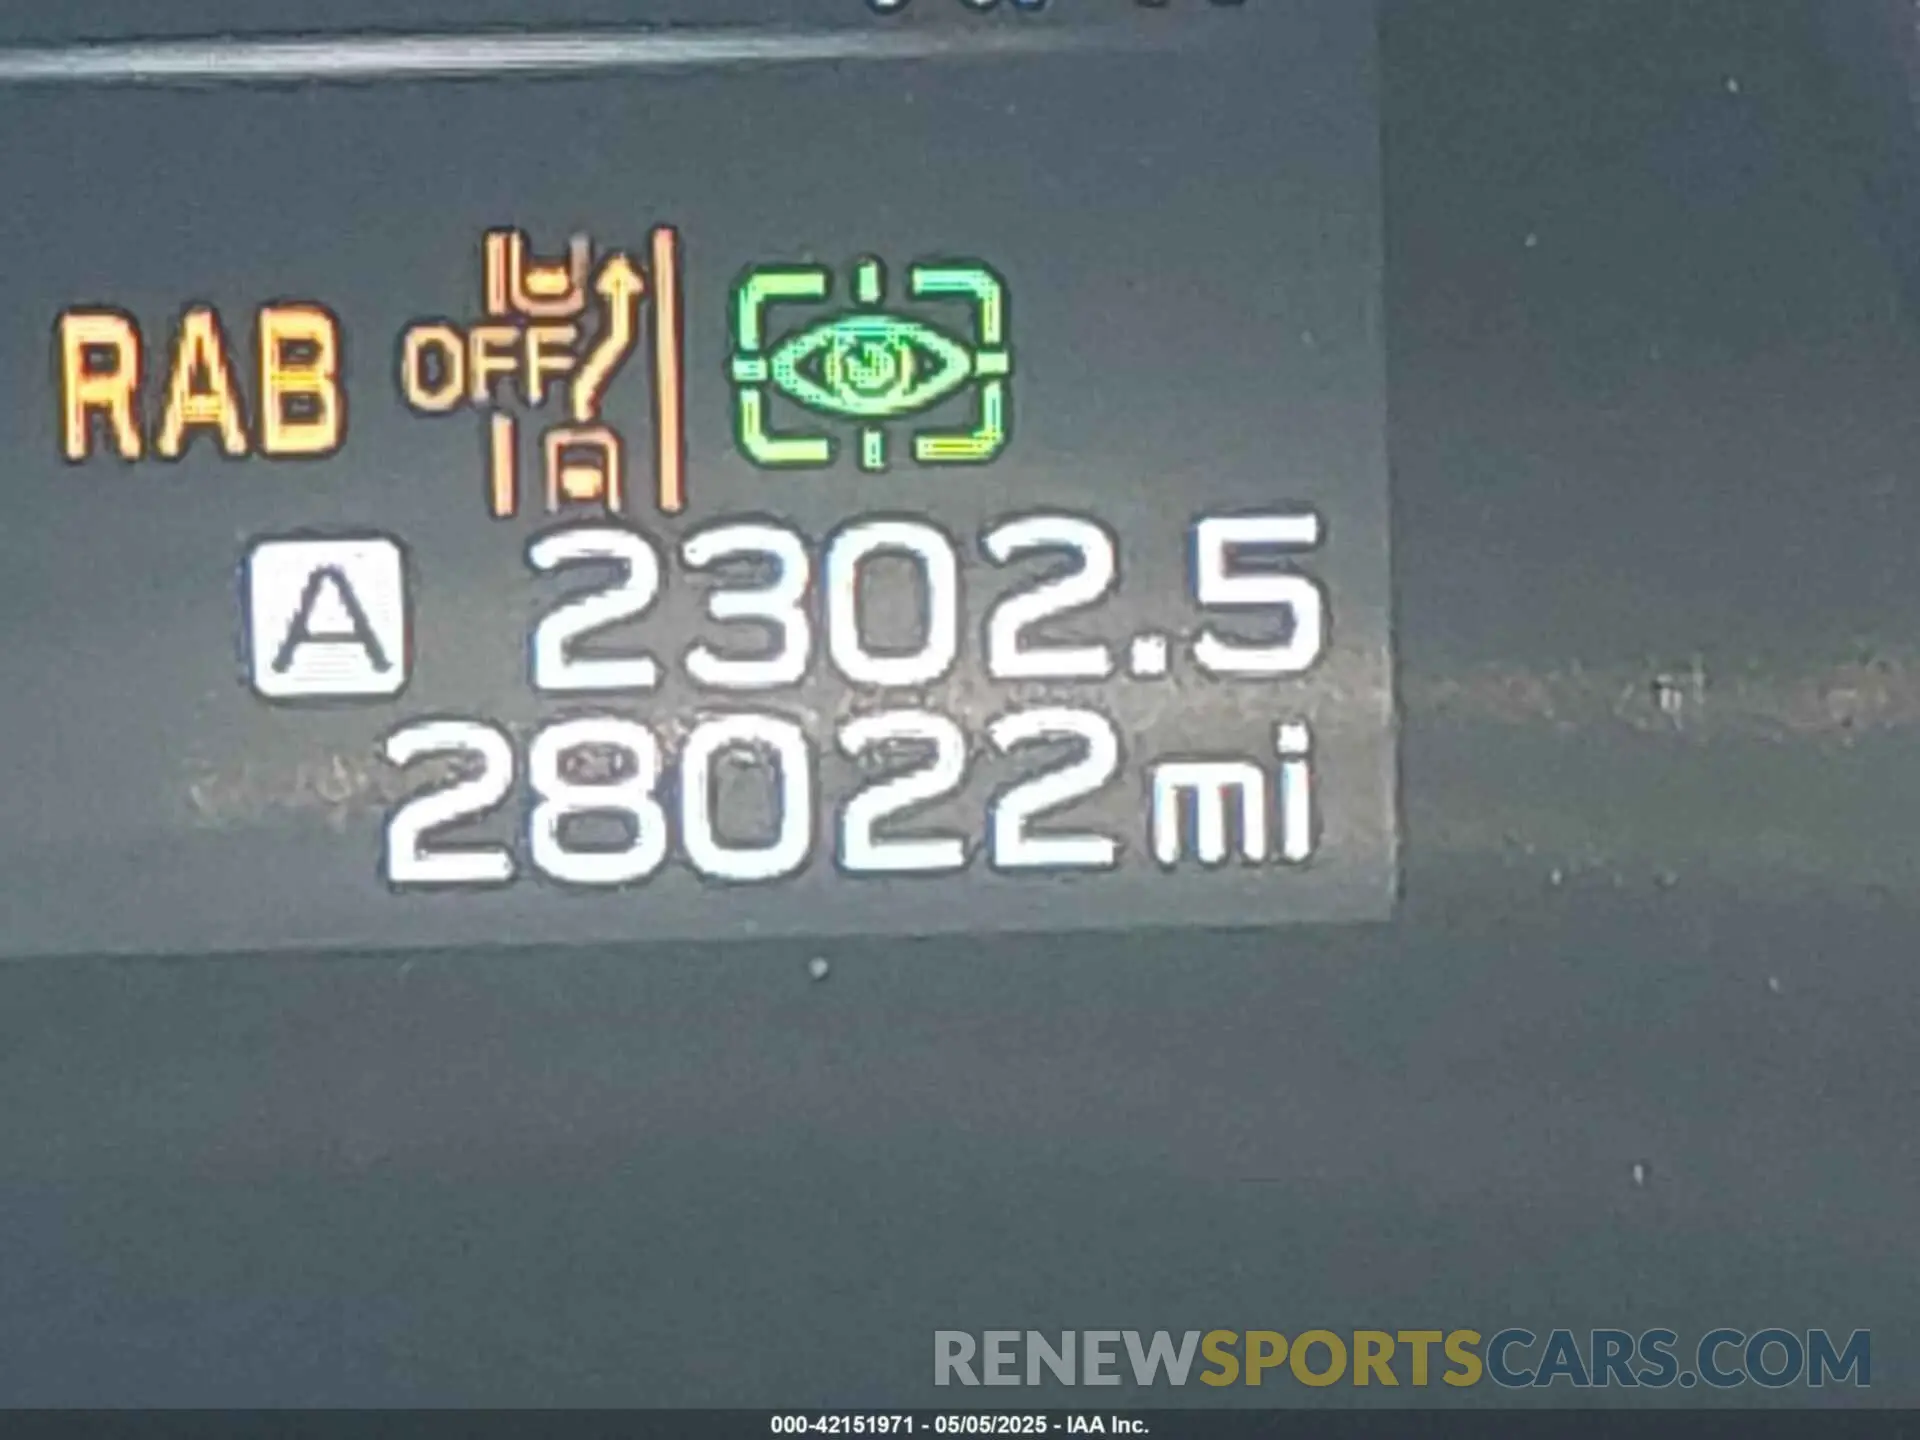 RAB OFF
A 2302.5
28022mi
RENEWSPORTSCARS.COM
000-42151971 - 05/05/2025 - IAA Inc.